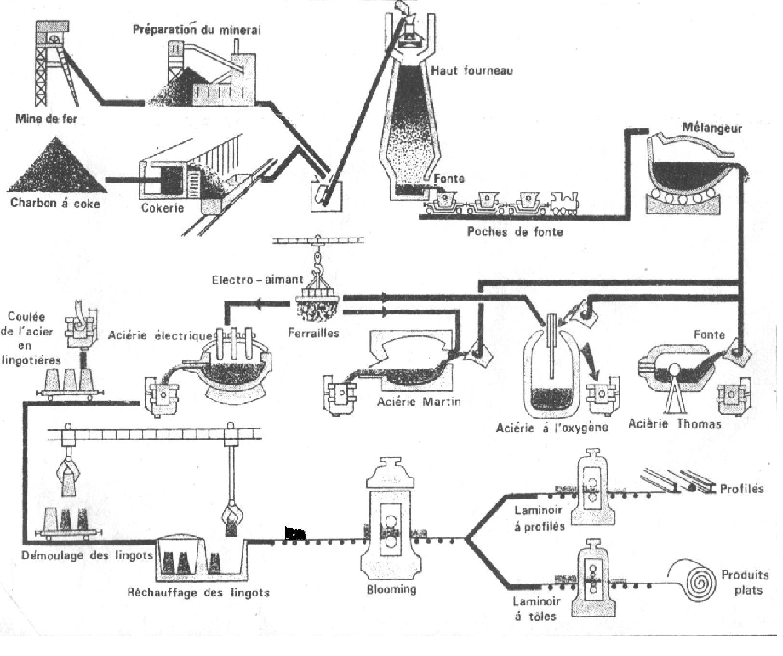 Préparation du minerai
Haut fourneau
Mine de fer
Mélangeur
Charbon á coke
Cokerie
Fonte
Poches de fonte
Electro-aimant
Coulée
de l'acier
en
lingotiéres
Aciérie électrique
Ferrailles
Fonte
Aciérie Martin
Aciérie á l'oxygène
Aciérie Thomas
Profilés
Laminoir
á profilés
Démoulage des lingots
Réchauffage des lingots
Blooming
Laminoir
á tôles
Produits
plats